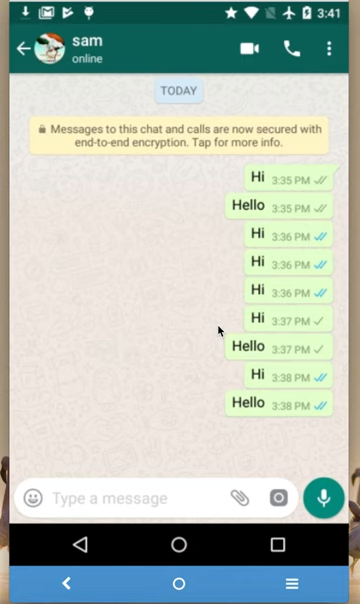 3:41
sam
online
TODAY
Messages to this chat and calls are now secured with
end-to-end encryption. Tap for more info.
Hi 3:35 PM
Hello 3:35 PM
Hi 3:36 PM
Hi 3:36 PM
Hi 3:36 PM
Hi 3:37 PM
Hello 3:37 PM
Hi 3:38 PM
Hello 3:38 PM
Type a message